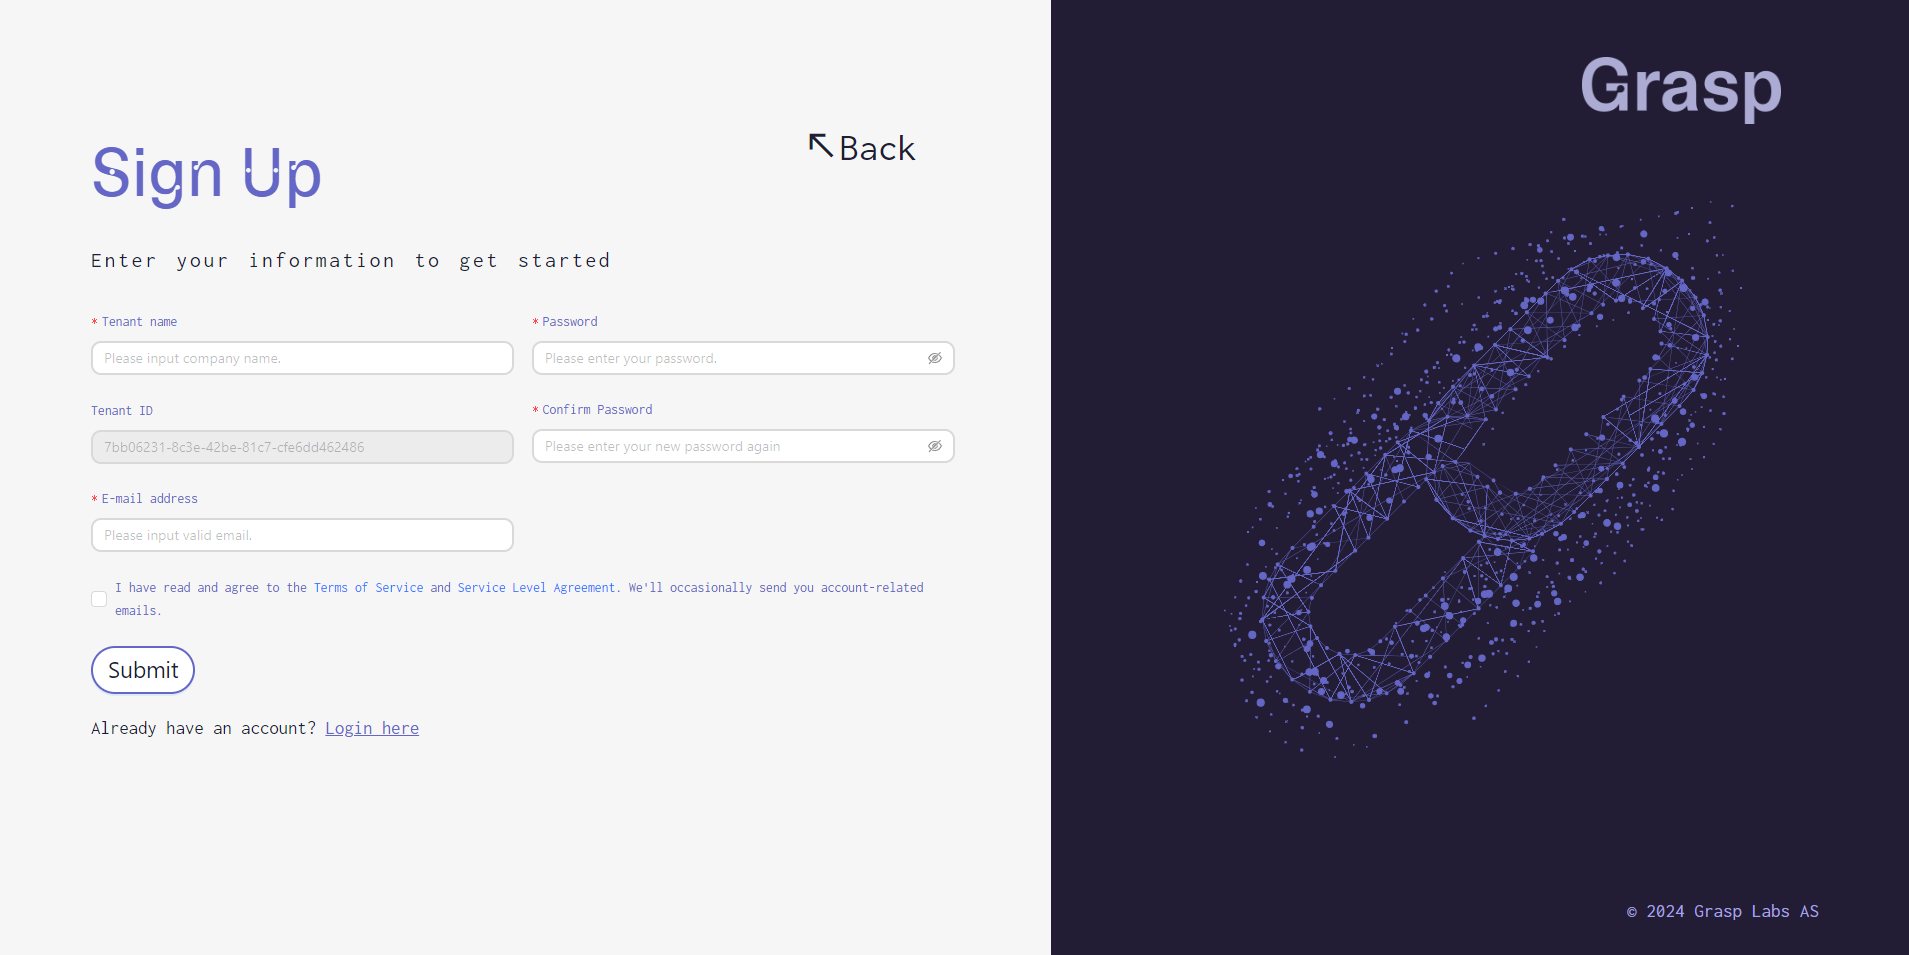 Grasp
Back
Sign Up
Enter your information to get started
* Tenant name
Please input company name.
* Password
Please enter your password.
Tenant ID
7bb06231-8c3e-42be-81c7-cfe6dd462486
* Confirm Password
Please enter your new password again
* E-mail address
Please input valid email.
I have read and agree to the Terms of Service and Service Level Agreement. We'll occasionally send you account-related
emails.
Submit
Already have an account? Login here
© 2024 Grasp Labs AS